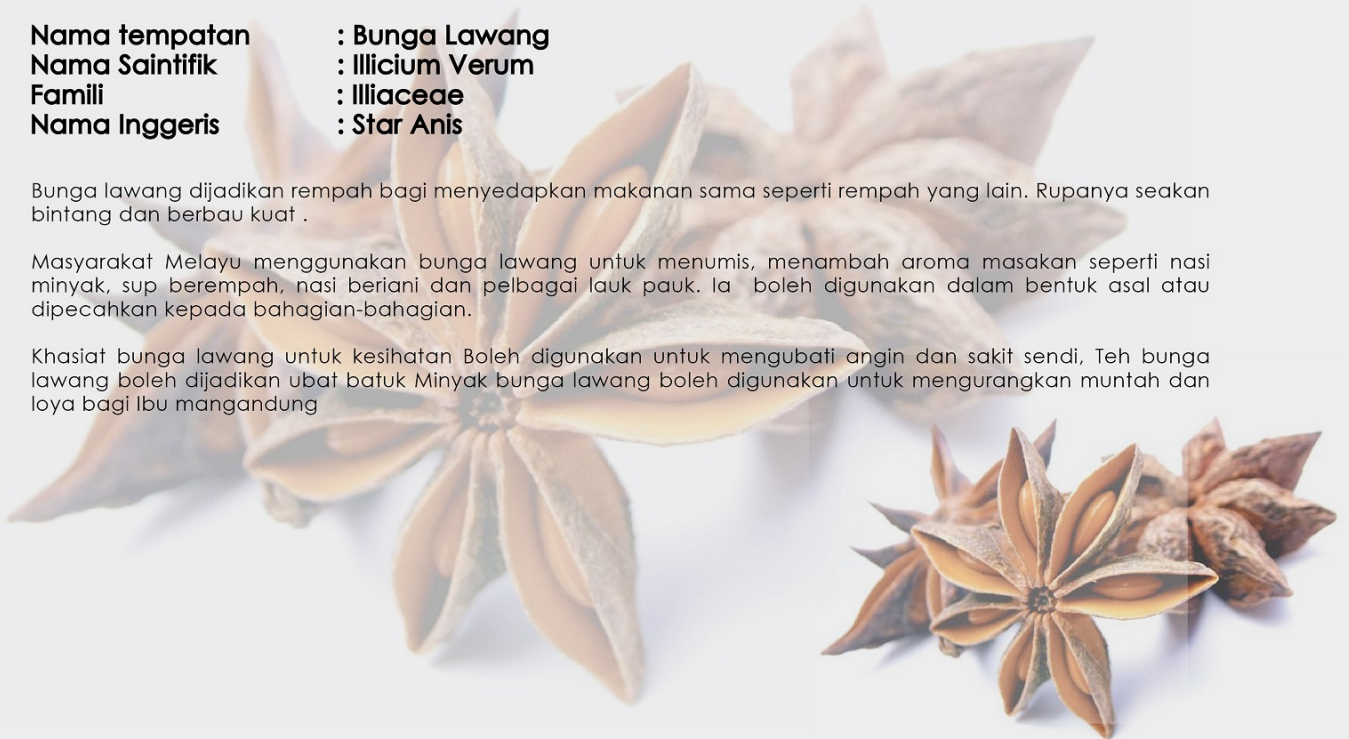 Nama tempatan : Bunga Lawang
Nama Saintifik : Illicium Verum
Famili : Illiaceae
Nama Inggeris : Star Anis
Bunga lawang dijadikan rempah bagi menyedapkan makanan sama seperti rempah yang lain. Rupanya seakan
bintang dan berbau kuat .
Masyarakat Melayu menggunakan bunga lawang untuk menumis, menambah aroma masakan seperti nasi
minyak, sup berempah, nasi beriani dan pelbagai lauk pauk. Ia boleh digunakan dalam bentuk asal atau
dipecahkan kepada bahagian-bahagian.
Khasiat bunga lawang untuk kesihatan Boleh digunakan untuk mengubati angin dan sakit sendi, Teh bunga
lawang boleh dijadikan ubat batuk Minyak bunga lawang boleh digunakan untuk mengurangkan muntah dan
loya bagi Ibu mangandung